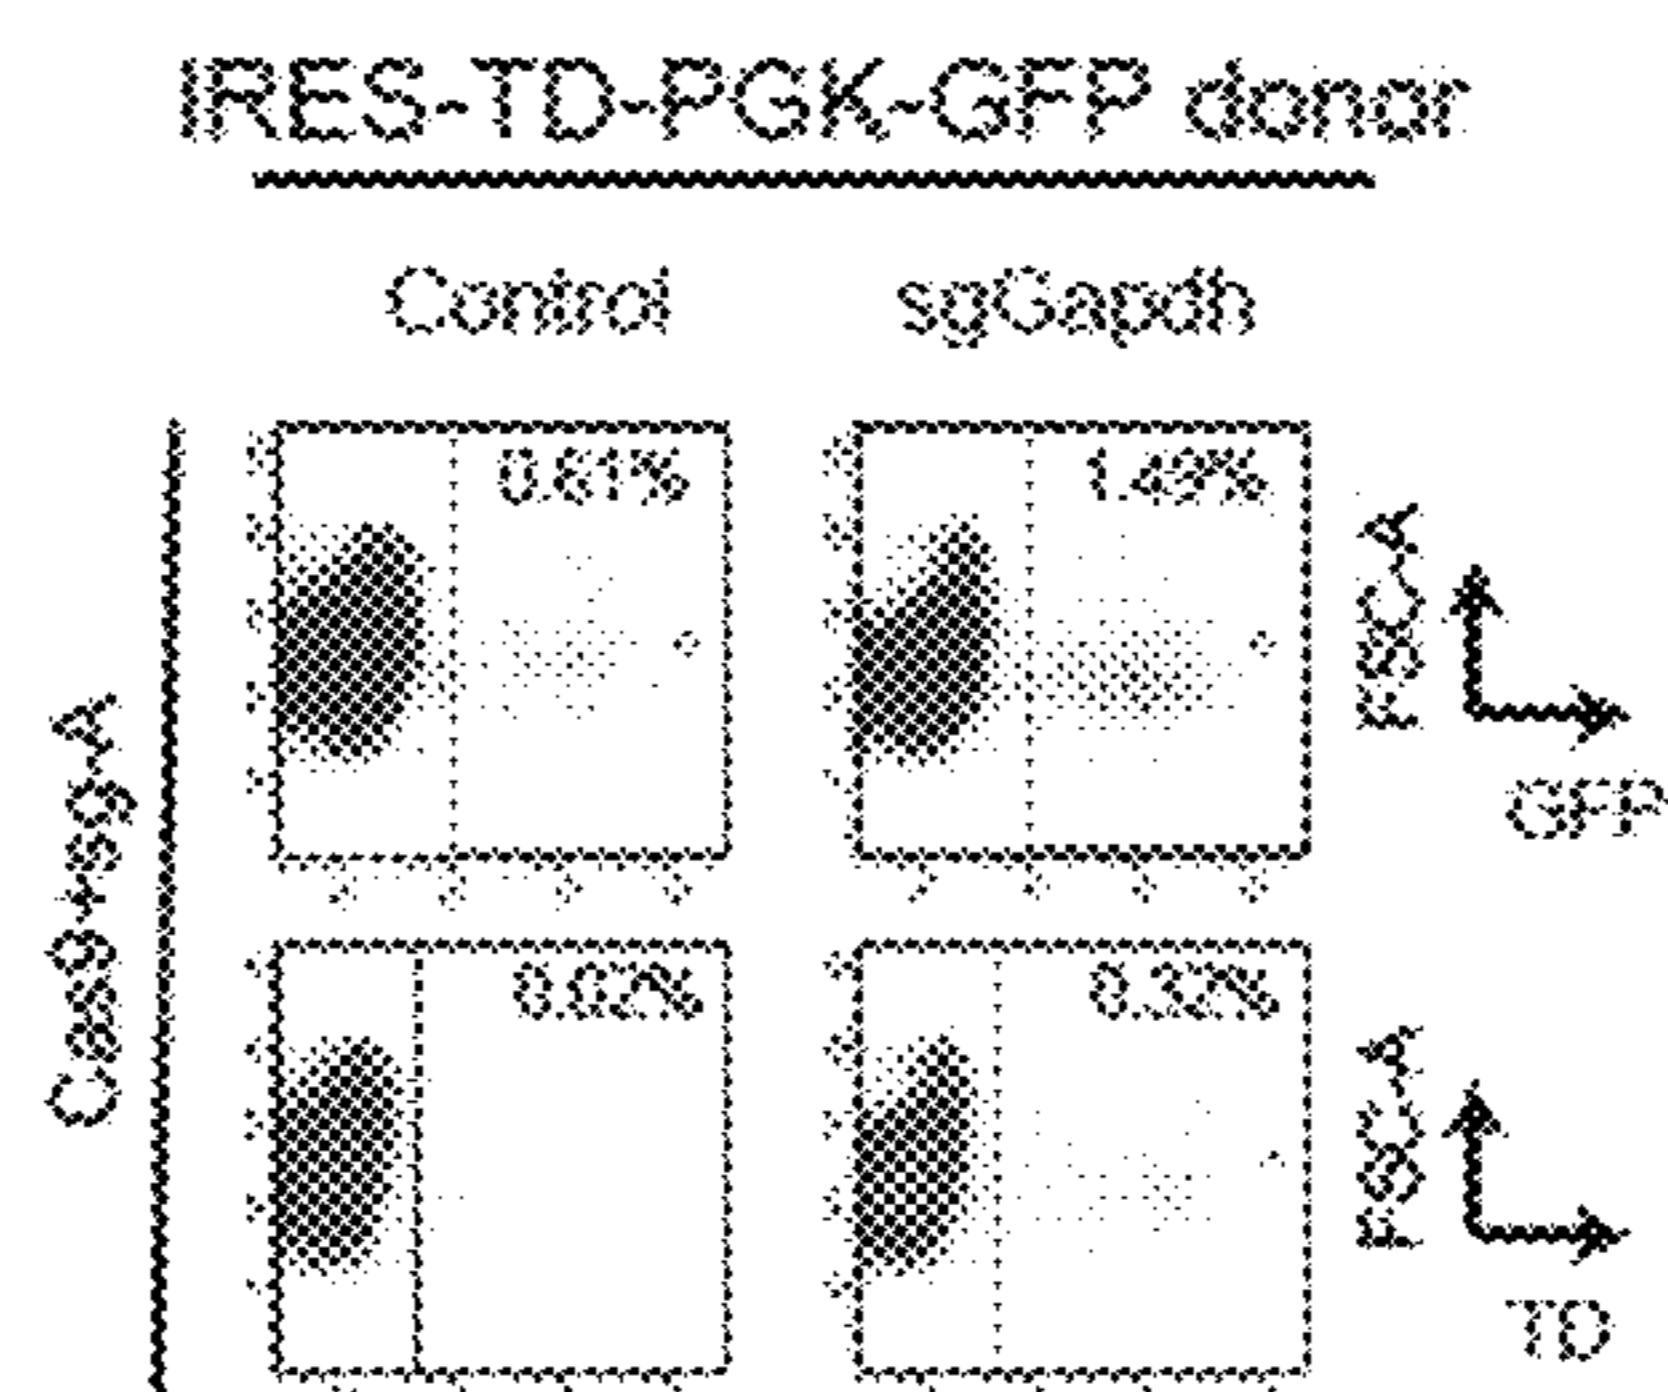 IRES-TD-PGK-GFP donor
Control sgGapdh
Cas9+sg-A
0.61% 1.49%
FSC-A
GFP
0.02% 0.32%
FSC-A
TD